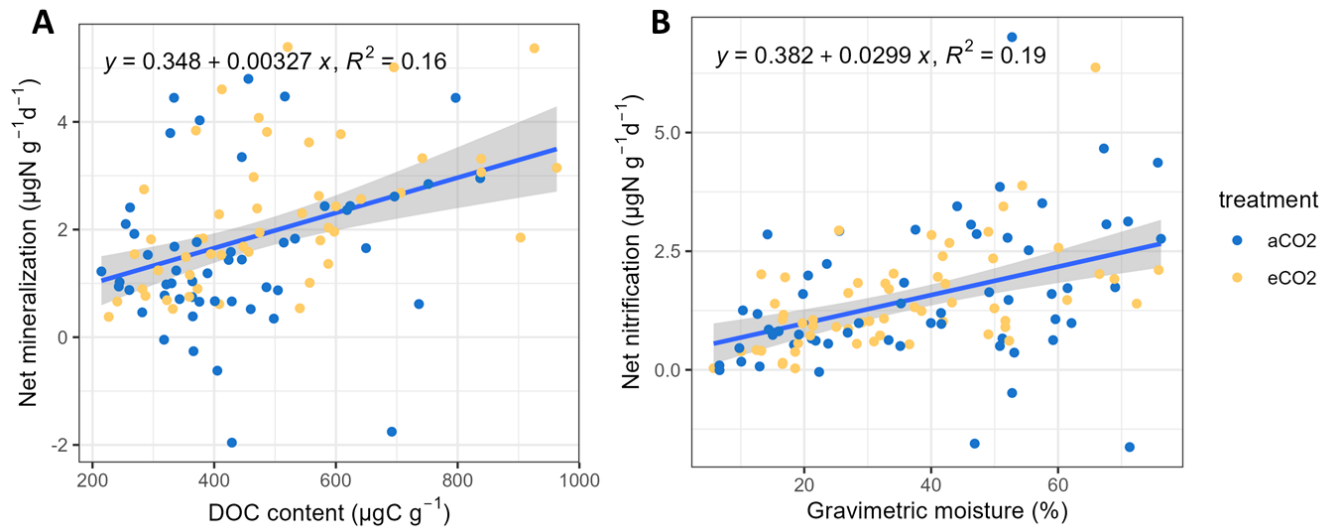 A
y = 0.348 + 0.00327 x, R² = 0.16
Net mineralization (µgN g⁻¹d⁻¹)
4
2
0
-2
200 400 600 800 1000
DOC content (µgC g⁻¹)
B
y = 0.382 + 0.0299 x, R² = 0.19
Net nitrification (µgN g⁻¹d⁻¹)
5.0
2.5
0.0
20 40 60
Gravimetric moisture (%)
treatment
aCO2
eCO2